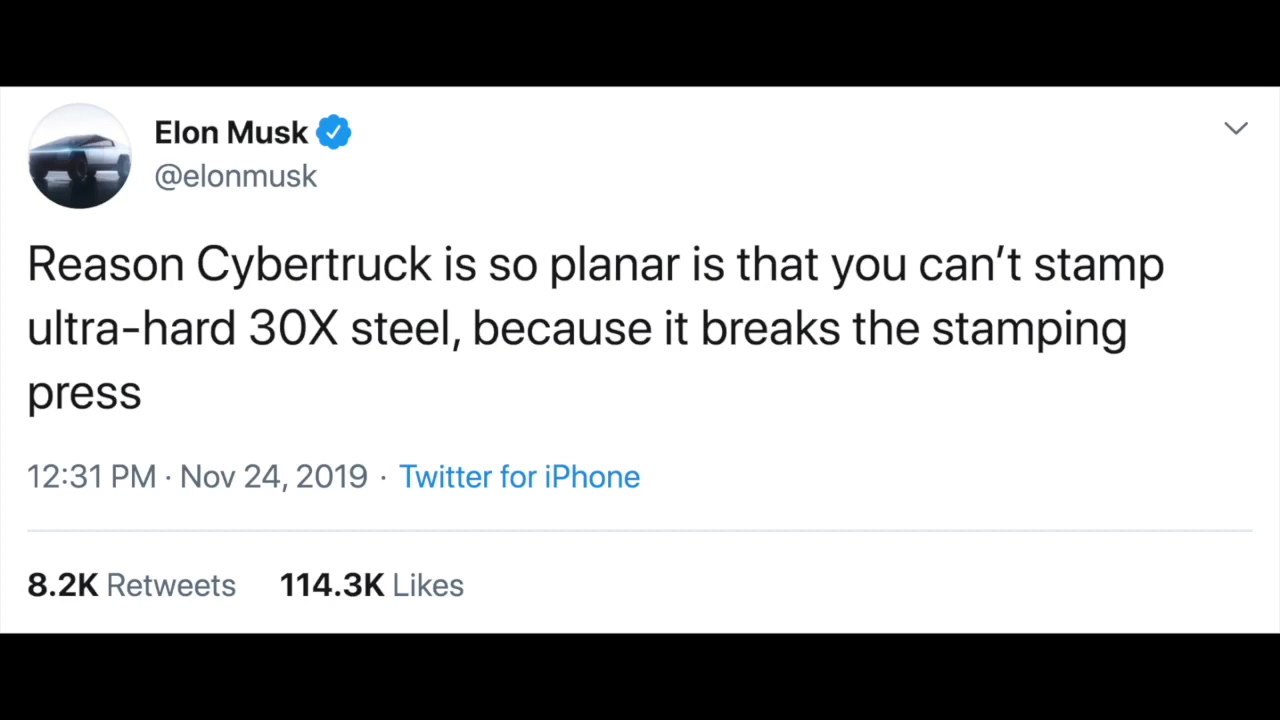 Elon Musk
@elonmusk
Reason Cybertruck is so planar is that you can’t stamp
ultra-hard 30X steel, because it breaks the stamping
press
12:31 PM · Nov 24, 2019 · Twitter for iPhone
8.2K Retweets 114.3K Likes